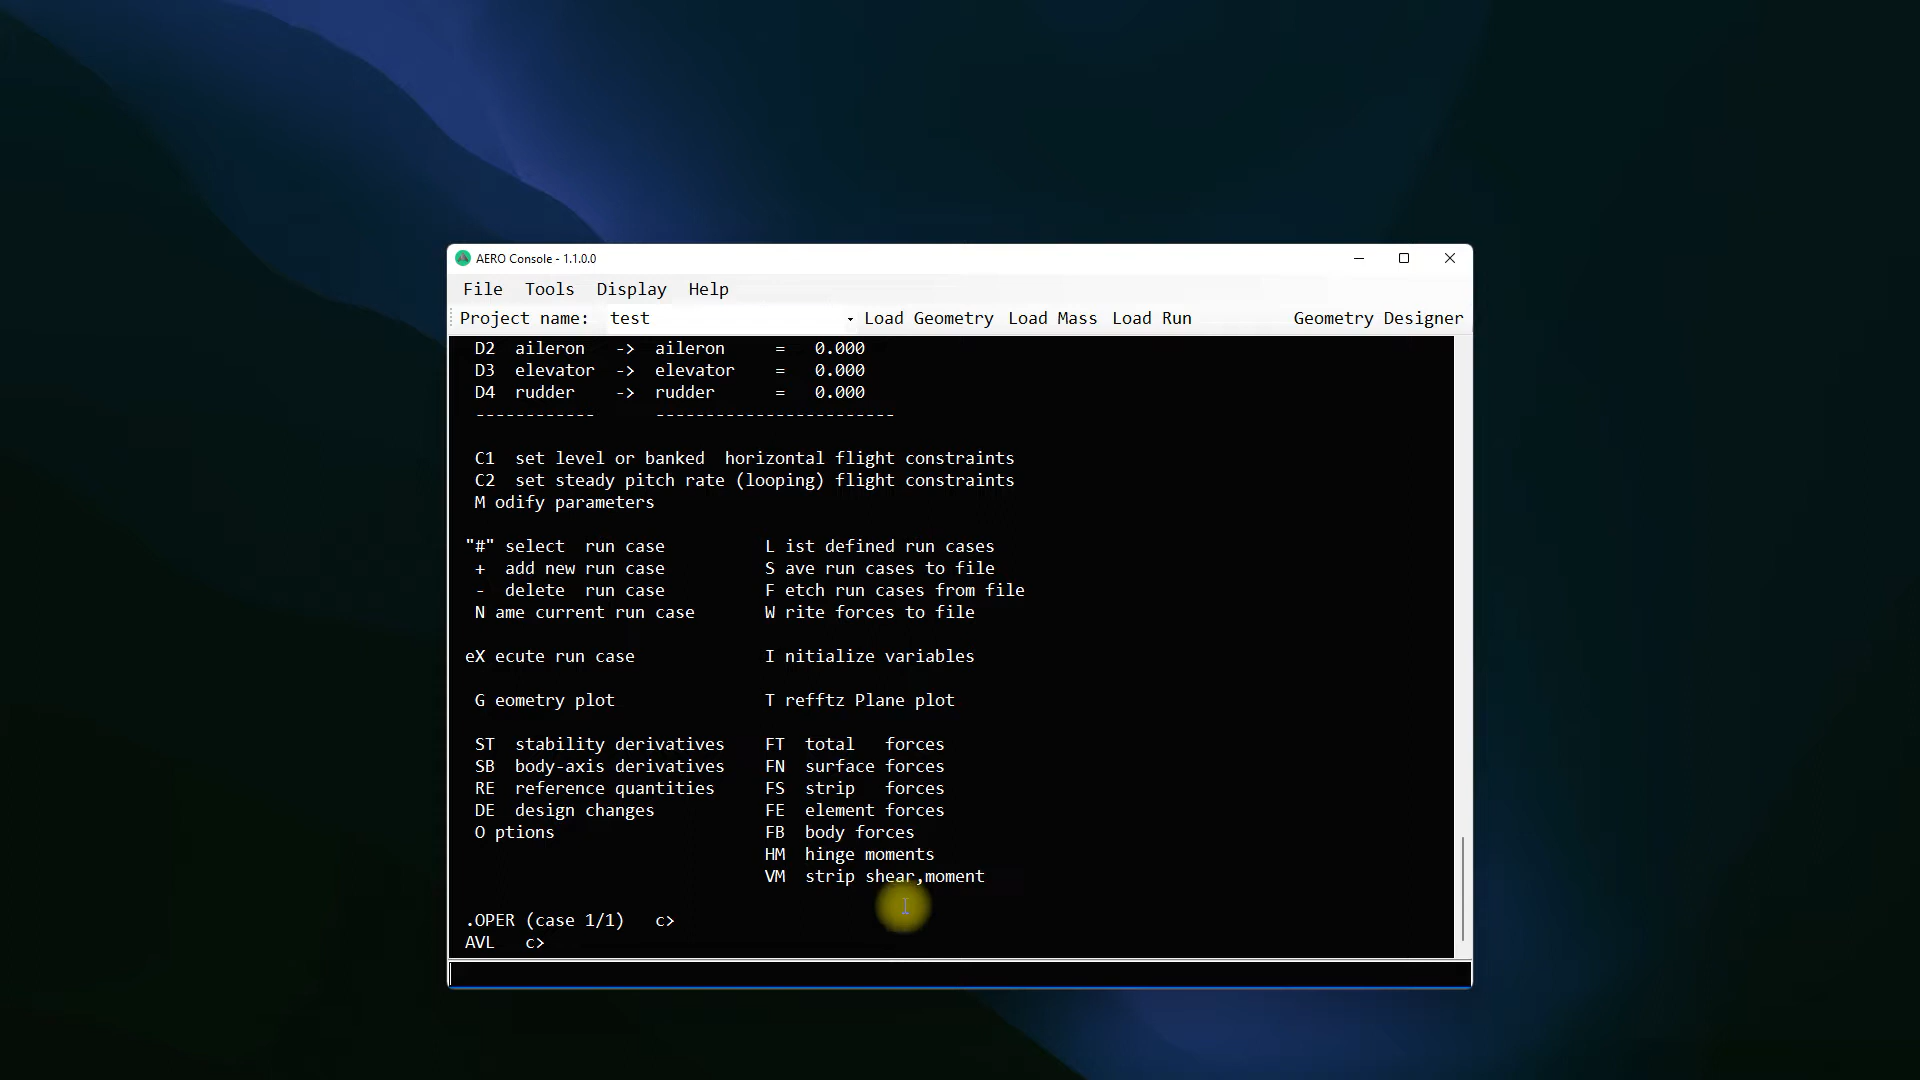 AERO Console - 1.1.0.0
File Tools Display Help
Project name: test Load Geometry Load Mass Load Run Geometry Designer
D2 aileron -> aileron = 0.000
D3 elevator -> elevator = 0.000
D4 rudder -> rudder = 0.000
------------ ------------------------
C1 set level or banked horizontal flight constraints
C2 set steady pitch rate (looping) flight constraints
M odify parameters
"#" select run case L ist defined run cases
+ add new run case S ave run cases to file
- delete run case F etch run cases from file
N ame current run case W rite forces to file
eX ecute run case I nitialize variables
G eometry plot T refftz Plane plot
ST stability derivatives FT total forces
SB body-axis derivatives FN surface forces
RE reference quantities FS strip forces
DE design changes FE element forces
O ptions FB body forces
HM hinge moments
VM strip shear,moment
.OPER (case 1/1) c>
AVL c>